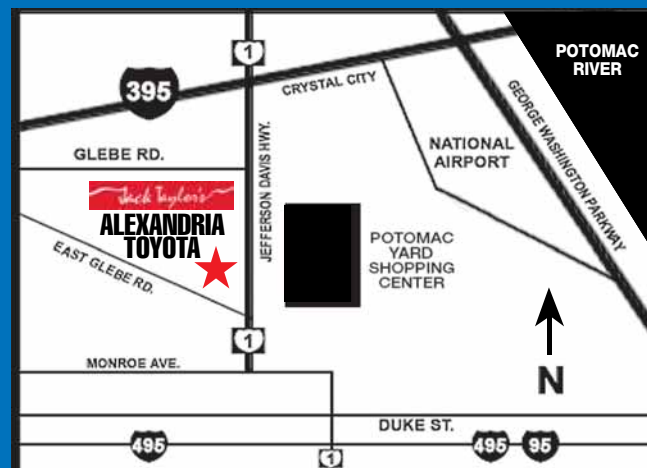 1
POTOMAC
RIVER
395
CRYSTAL CITY
GEORGE WASHINGTON PARKWAY
GLEBE RD.
JEFFERSON DAVIS HWY.
NATIONAL
AIRPORT
Jack Taylor's
ALEXANDRIA
TOYOTA
EAST GLEBE RD.
POTOMAC
YARD
SHOPPING
CENTER
1
MONROE AVE.
N
DUKE ST.
495
1
495
95